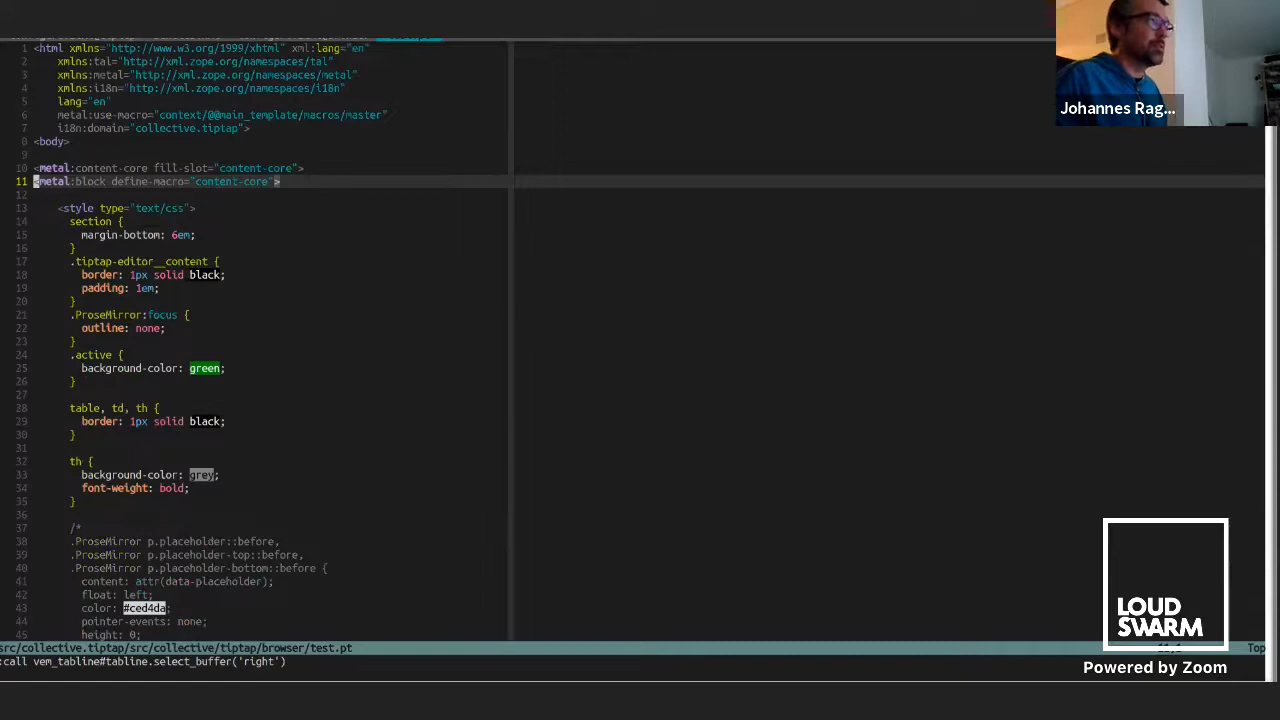 1 <html xmlns="http://www.w3.org/1999/xhtml" xml:lang="en"
2 xmlns:tal="http://xml.zope.org/namespaces/tal"
3 xmlns:metal="http://xml.zope.org/namespaces/metal"
4 xmlns:i18n="http://xml.zope.org/namespaces/i18n"
5 lang="en"
6 metal:use-macro="context/@@main_template/macros/master"
7 i18n:domain="collective.tiptap">
8 <body>
9
10 <metal:content-core fill-slot="content-core">
11 <metal:block define-macro="content-core">
12
13 <style type="text/css">
14 section {
15 margin-bottom: 6em;
16 }
17 .tiptap-editor__content {
18 border: 1px solid black;
19 padding: 1em;
20 }
21 .ProseMirror:focus {
22 outline: none;
23 }
24 .active {
25 background-color: green;
26 }
27
28 table, td, th {
29 border: 1px solid black;
30 }
31
32 th {
33 background-color: grey;
34 font-weight: bold;
35 }
36
37 /*
38 .ProseMirror p.placeholder::before,
39 .ProseMirror p.placeholder-top::before,
40 .ProseMirror p.placeholder-bottom::before {
41 content: attr(data-placeholder);
42 float: left;
43 color: #ced4da;
44 pointer-events: none;
45 height: 0;
src/collective.tiptap/src/collective/tiptap/browser/test.pt
Top
:call vem_tabline#tabline.select_buffer('right')
Johannes Rag...
LOUD
SWARM
Powered by Zoom